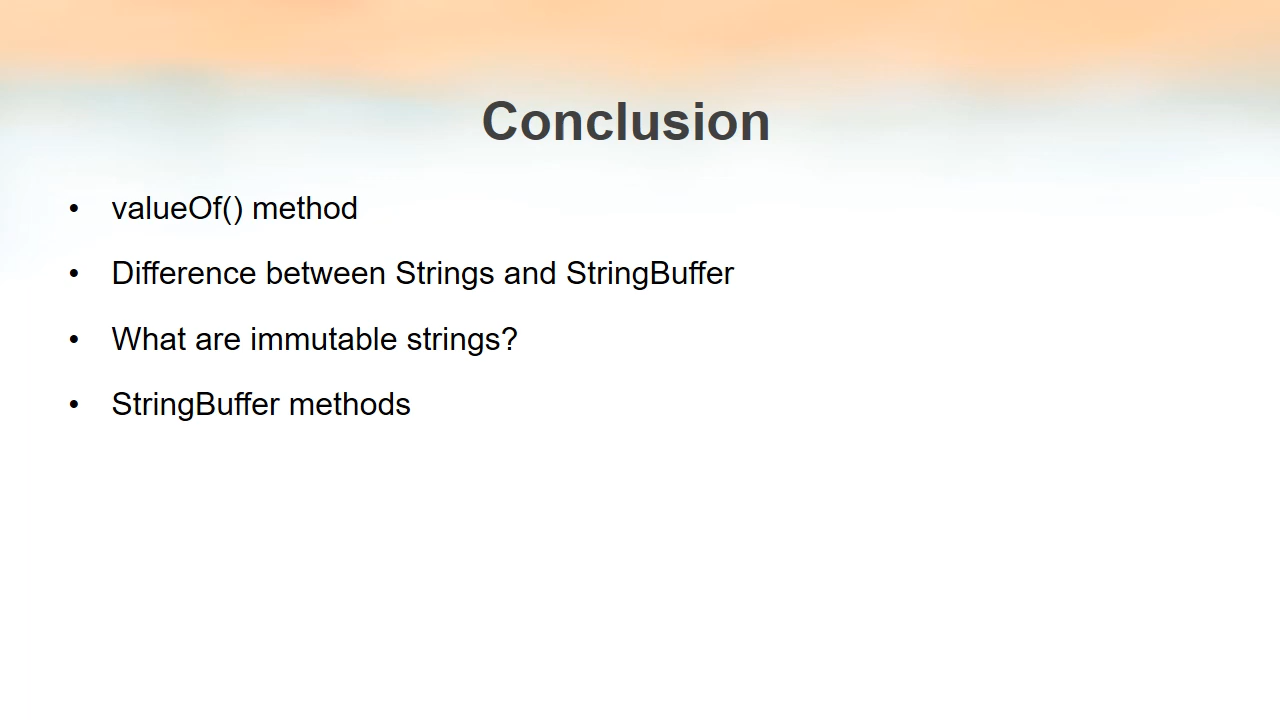 Conclusion
• valueOf() method
• Difference between Strings and StringBuffer
• What are immutable strings?
• StringBuffer methods